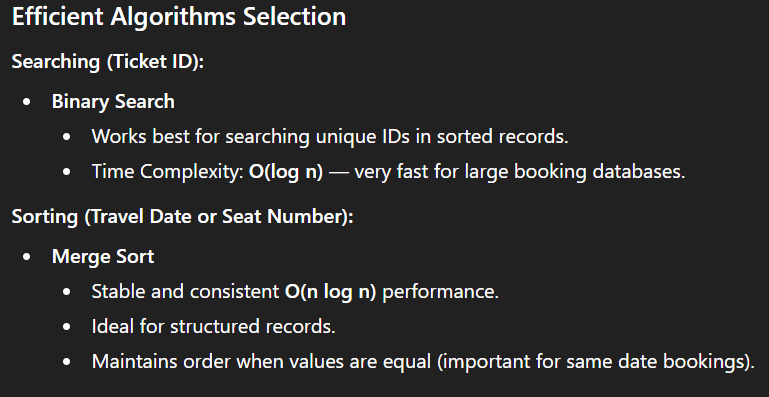 Efficient Algorithms Selection
Searching (Ticket ID):
• Binary Search
• Works best for searching unique IDs in sorted records.
• Time Complexity: O(log n) — very fast for large booking databases.
Sorting (Travel Date or Seat Number):
• Merge Sort
• Stable and consistent O(n log n) performance.
• Ideal for structured records.
• Maintains order when values are equal (important for same date bookings).